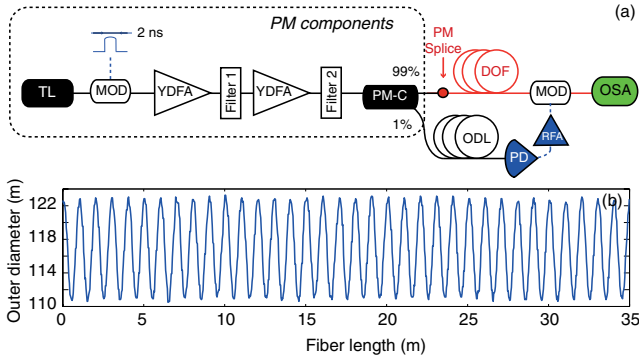 PM components
(a)
2 ns
PM
Splice
99%
TL
MOD
YDFA
Filter 1
YDFA
Filter 2
PM-C
DOF
MOD
OSA
1%
ODL
PD
RFA
(b)
Outer diameter (m)
122
118
114
110
0
5
10
15
20
25
30
35
Fiber length (m)